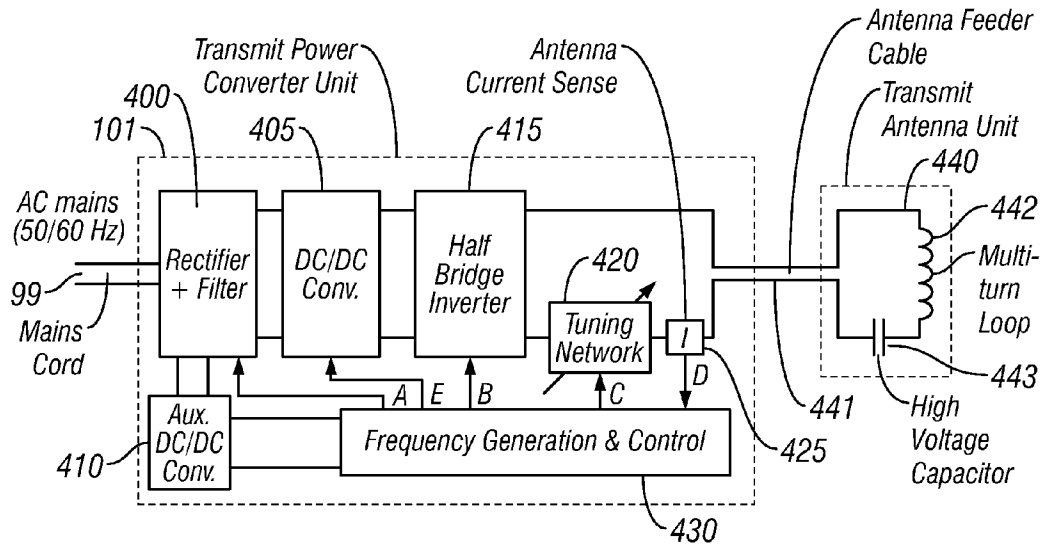 Transmit Power
Converter Unit
Antenna
Current Sense
Antenna Feeder
Cable
Transmit
Antenna Unit
400
101
405
415
440
442
AC mains
(50/60 Hz)
Rectifier
+ Filter
DC/DC
Conv.
Half
Bridge
Inverter
420
Tuning
Network
I
Multi-
turn
Loop
99
Mains
Cord
A
E
B
C
D
441
443
Aux.
DC/DC
Conv.
410
Frequency Generation & Control
425
High
Voltage
Capacitor
430